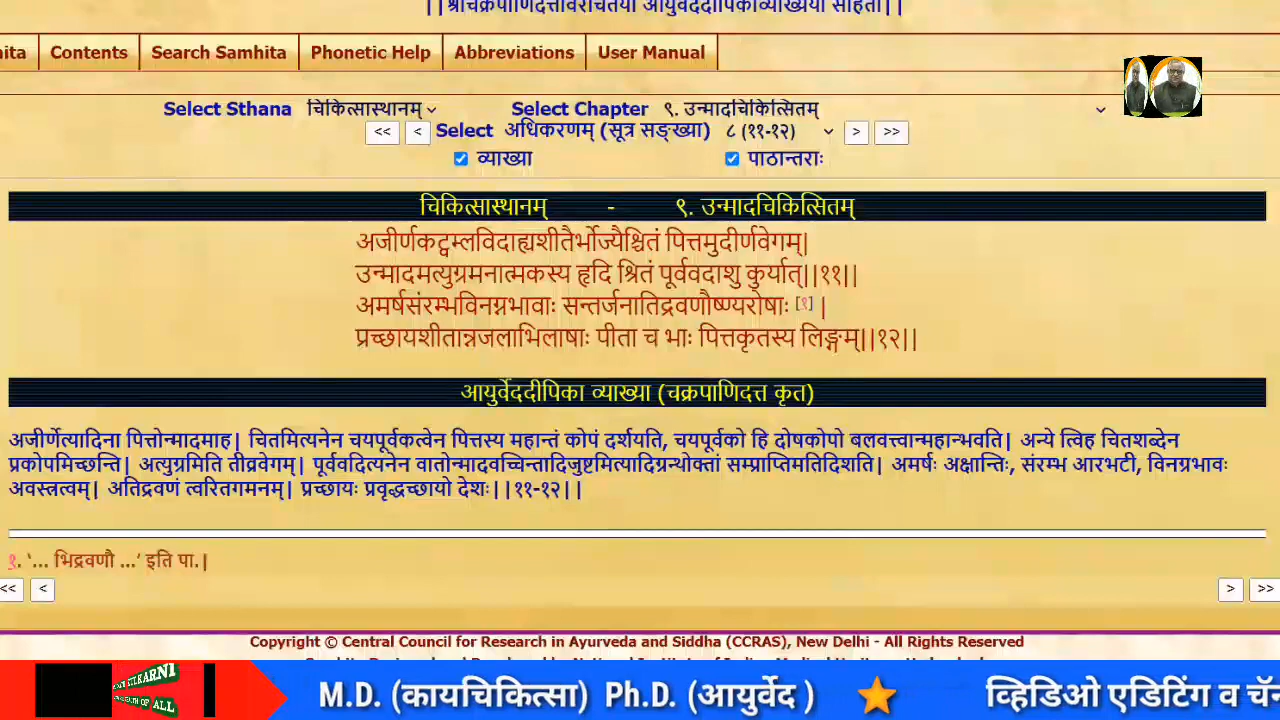 ||श्रीचक्रपाणिदत्तविरचितया आयुर्वेददीपिकाव्याख्यया सहिता||
Contents Search Samhita Phonetic Help Abbreviations User Manual
Select Sthana चिकित्सास्थानम् Select Chapter ९. उन्मादचिकित्सितम्
<< < Select अधिकरणम् (सूत्र सङ्ख्या) ८ (११-१२) > >>
व्याख्या पाठान्तराः
चिकित्सास्थानम् - ९. उन्मादचिकित्सितम्
अजीर्णकट्वम्लविदाह्यशीतैर्भोज्यैश्चितं पित्तमुदीर्णवेगम्|
उन्मादमत्युग्रमनात्मकस्य हृदि श्रितं पूर्ववदाशु कुर्यात्||११||
अमर्षसंरम्भविनग्नभावाः सन्तर्जनातिद्रवणौष्ण्यरोषाः [१] |
प्रच्छायशीतान्नजलाभिलाषाः पीता च भाः पित्तकृतस्य लिङ्गम्||१२||
आयुर्वेददीपिका व्याख्या (चक्रपाणिदत्त कृत)
अजीर्णेत्यादिना पित्तोन्मादमाह| चितमित्यनेन चयपूर्वकत्वेन पित्तस्य महान्तं कोपं दर्शयति, चयपूर्वको हि दोषकोपो बलवत्त्वान्महान्भवति| अन्ये त्विह चितशब्देन
प्रकोपमिच्छन्ति| अत्युग्रमिति तीव्रवेगम्| पूर्ववदित्यनेन वातोन्मादवच्चिन्तादिजुष्टमित्यादिग्रन्थोक्तां सम्प्राप्तिमतिदिशति| अमर्षः अक्षान्तिः, संरम्भ आरभटी, विनग्रभावः
अवस्त्रत्वम्| अतिद्रवणं त्वरितगमनम्| प्रच्छायः प्रवृद्धच्छायो देशः||११-१२||
१. '... भिद्रवणौ ...' इति पा.|
<< < > >>
Copyright © Central Council for Research in Ayurveda and Siddha (CCRAS), New Delhi - All Rights Reserved
M.D. (कायचिकित्सा) Ph.D. (आयुर्वेद ) व्हिडिओ एडिटिंग व